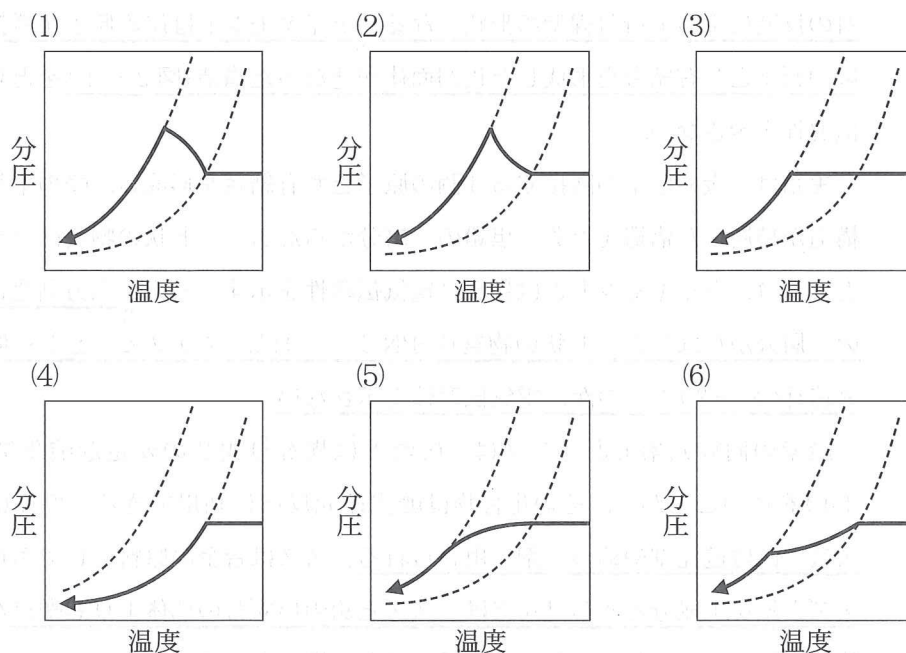 (1) (2) (3)
分圧 分圧 分圧
温度 温度 温度
(4) (5) (6)
分圧 分圧 分圧
温度 温度 温度